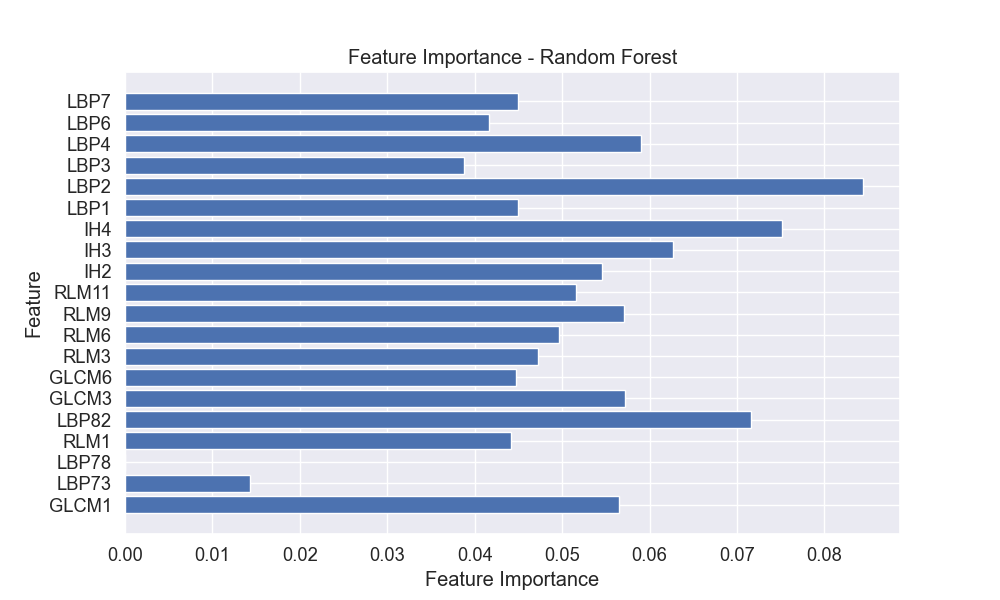 Feature Importance - Random Forest
LBP7
LBP6
LBP4
LBP3
LBP2
LBP1
IH4
IH3
IH2
RLM11
RLM9
RLM6
RLM3
GLCM6
GLCM3
LBP82
RLM1
LBP78
LBP73
GLCM1
Feature
0.00 0.01 0.02 0.03 0.04 0.05 0.06 0.07 0.08
Feature Importance